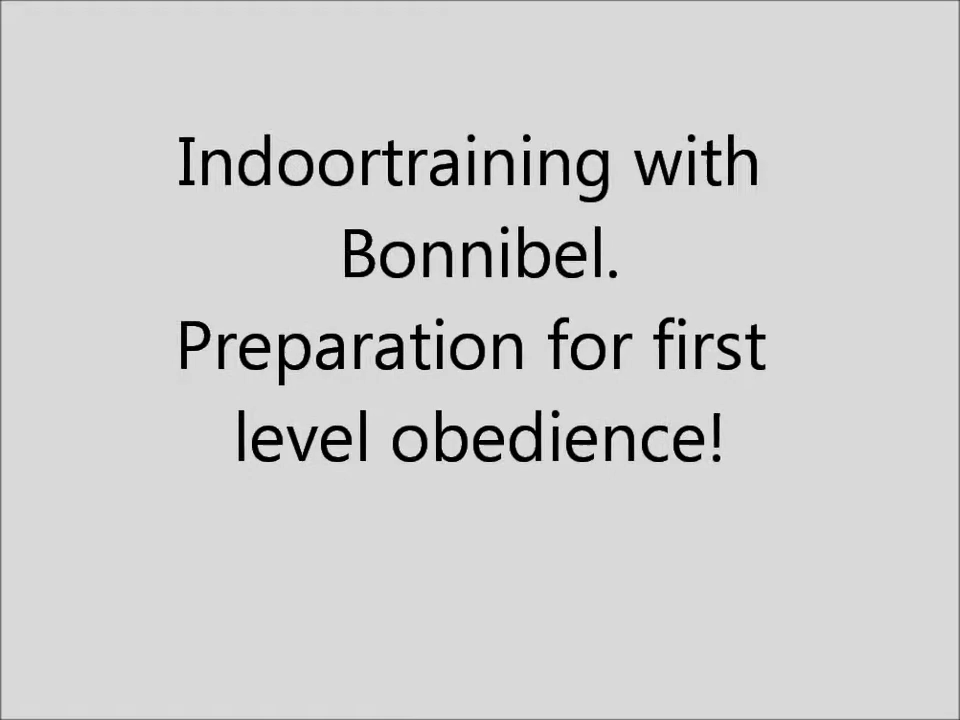 Indoortraining with
Bonnibel.
Preparation for first
level obedience!